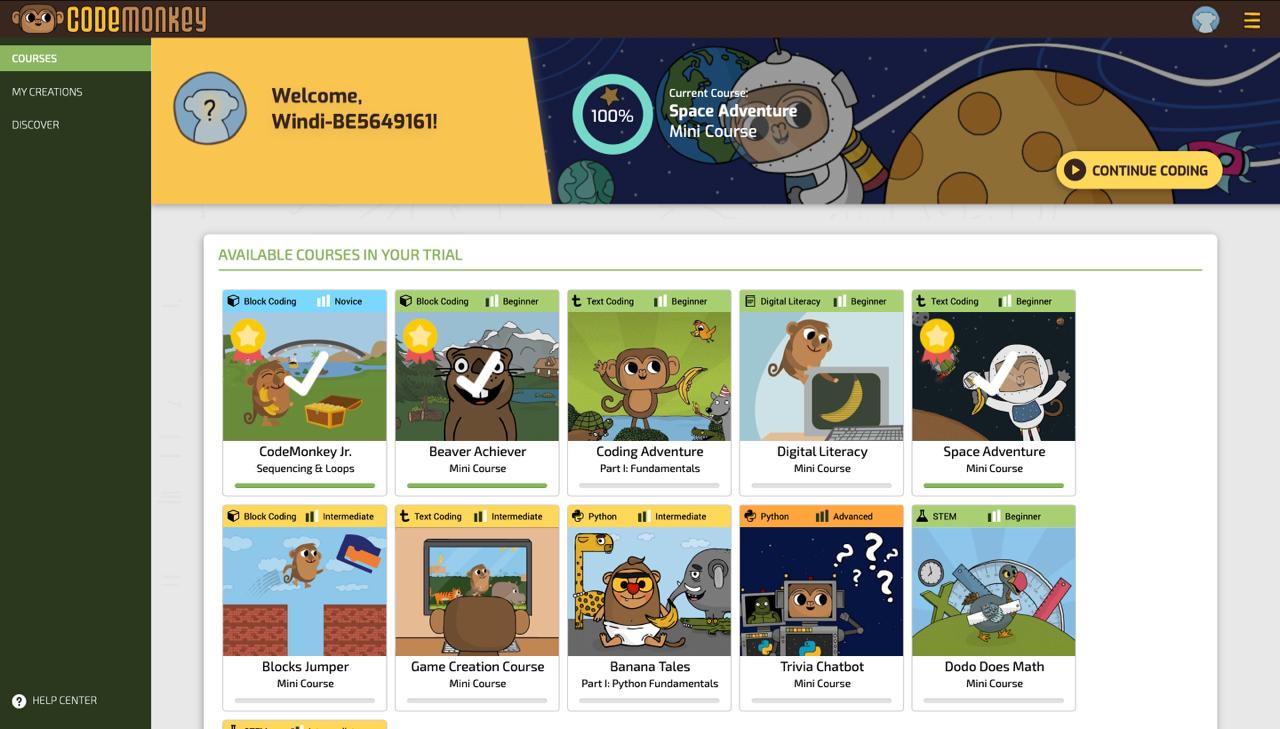 CODEMONKEY
COURSES
MY CREATIONS
DISCOVER
HELP CENTER
?
Welcome,
Windi-BE5649161!
100%
Current Course:
Space Adventure
Mini Course
CONTINUE CODING
AVAILABLE COURSES IN YOUR TRIAL
Block Coding Novice
CodeMonkey Jr.
Sequencing & Loops
Block Coding Beginner
Beaver Achiever
Mini Course
Text Coding Beginner
Coding Adventure
Part I: Fundamentals
Digital Literacy Beginner
Digital Literacy
Mini Course
Text Coding Beginner
Space Adventure
Mini Course
Block Coding Intermediate
Blocks Jumper
Mini Course
Text Coding Intermediate
Game Creation Course
Mini Course
Python Intermediate
Banana Tales
Part I: Python Fundamentals
Python Advanced
? ? ? ? ?
Trivia Chatbot
Mini Course
STEM Beginner
Dodo Does Math
Mini Course
STEM Intermediate